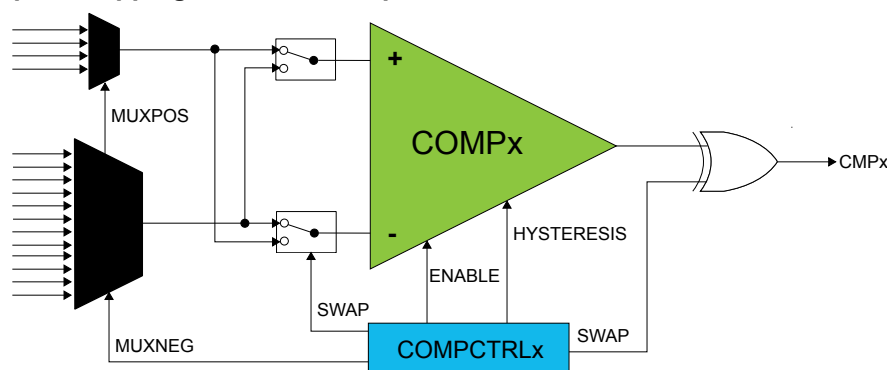 MUXPOS
+
COMPx
CMPx
-
HYSTERESIS
ENABLE
SWAP
SWAP
MUXNEG
COMPCTRLx